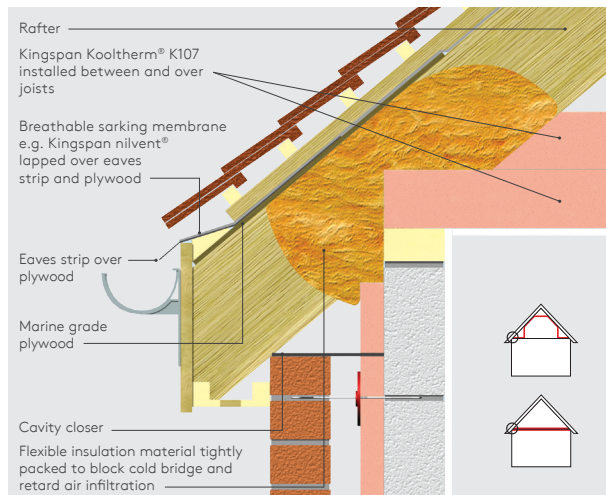 Rafter
Kingspan Kooltherm® K107
installed between and over
joists
Breathable sarking membrane
e.g. Kingspan nilvent®
lapped over eaves
strip and plywood
Eaves strip over
plywood
Marine grade
plywood
Cavity closer
Flexible insulation material tightly
packed to block cold bridge and
retard air infiltration